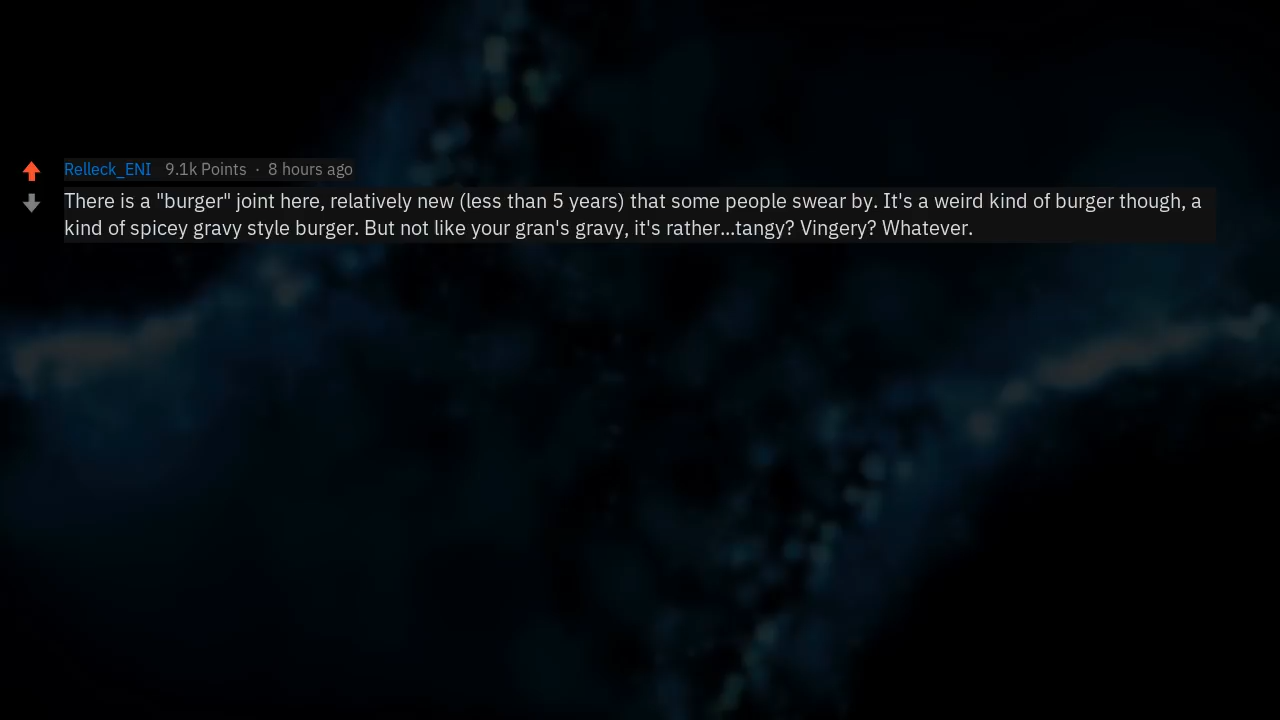 Relleck_ENI 9.1k Points · 8 hours ago
There is a "burger" joint here, relatively new (less than 5 years) that some people swear by. It's a weird kind of burger though, a
kind of spicey gravy style burger. But not like your gran's gravy, it's rather...tangy? Vingery? Whatever.